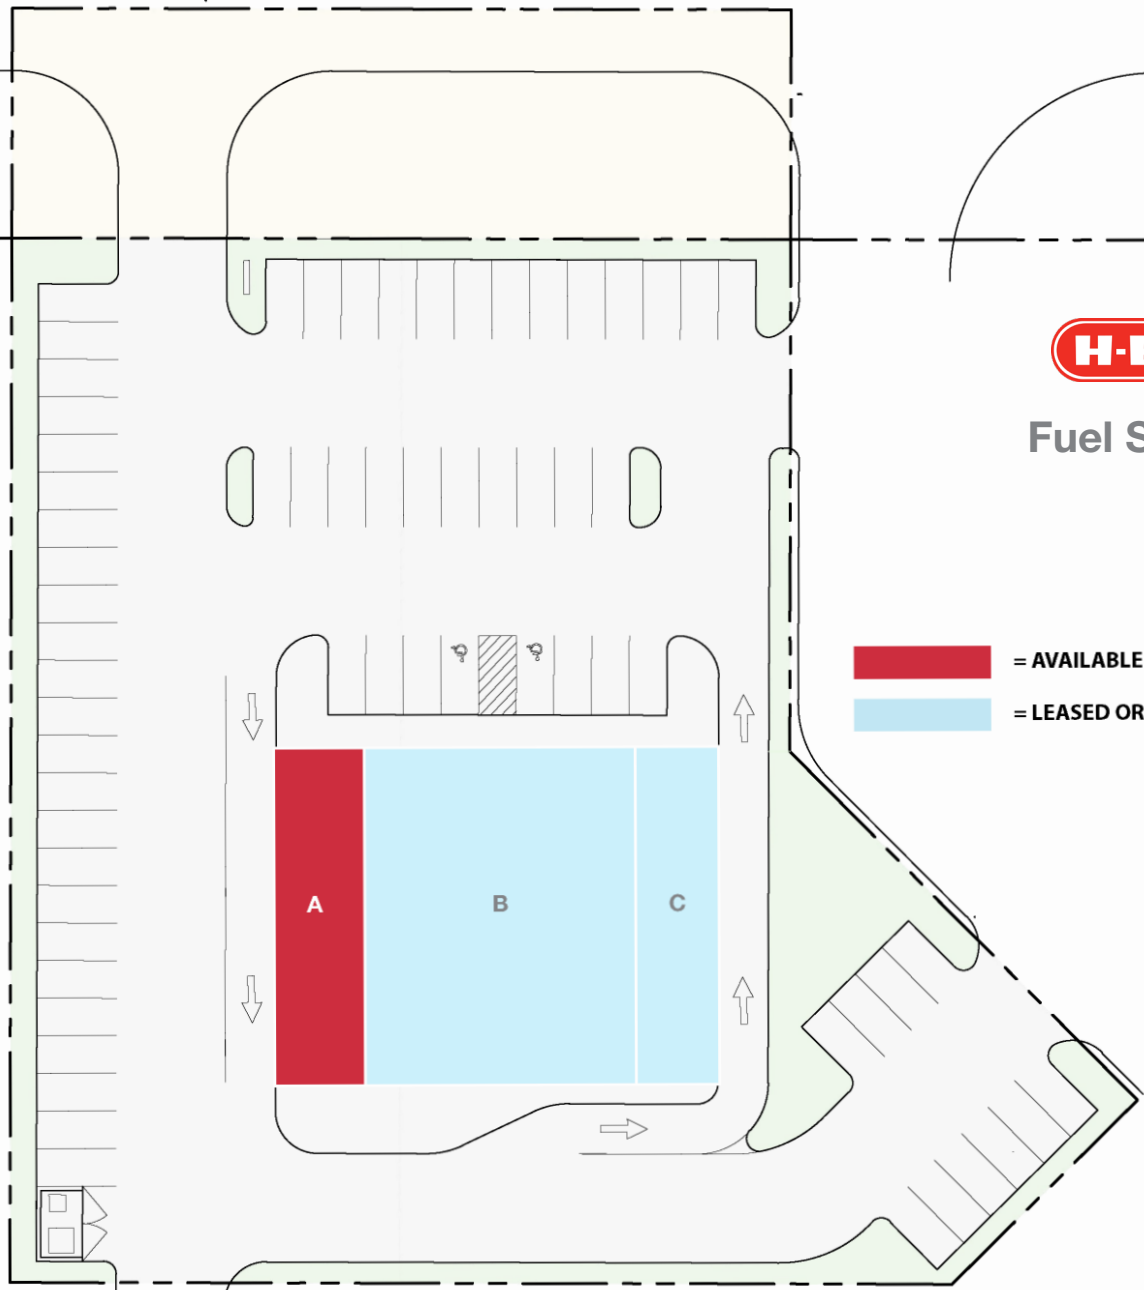 H-E
Fuel S
= AVAILABLE
= LEASED OR
A
B
C